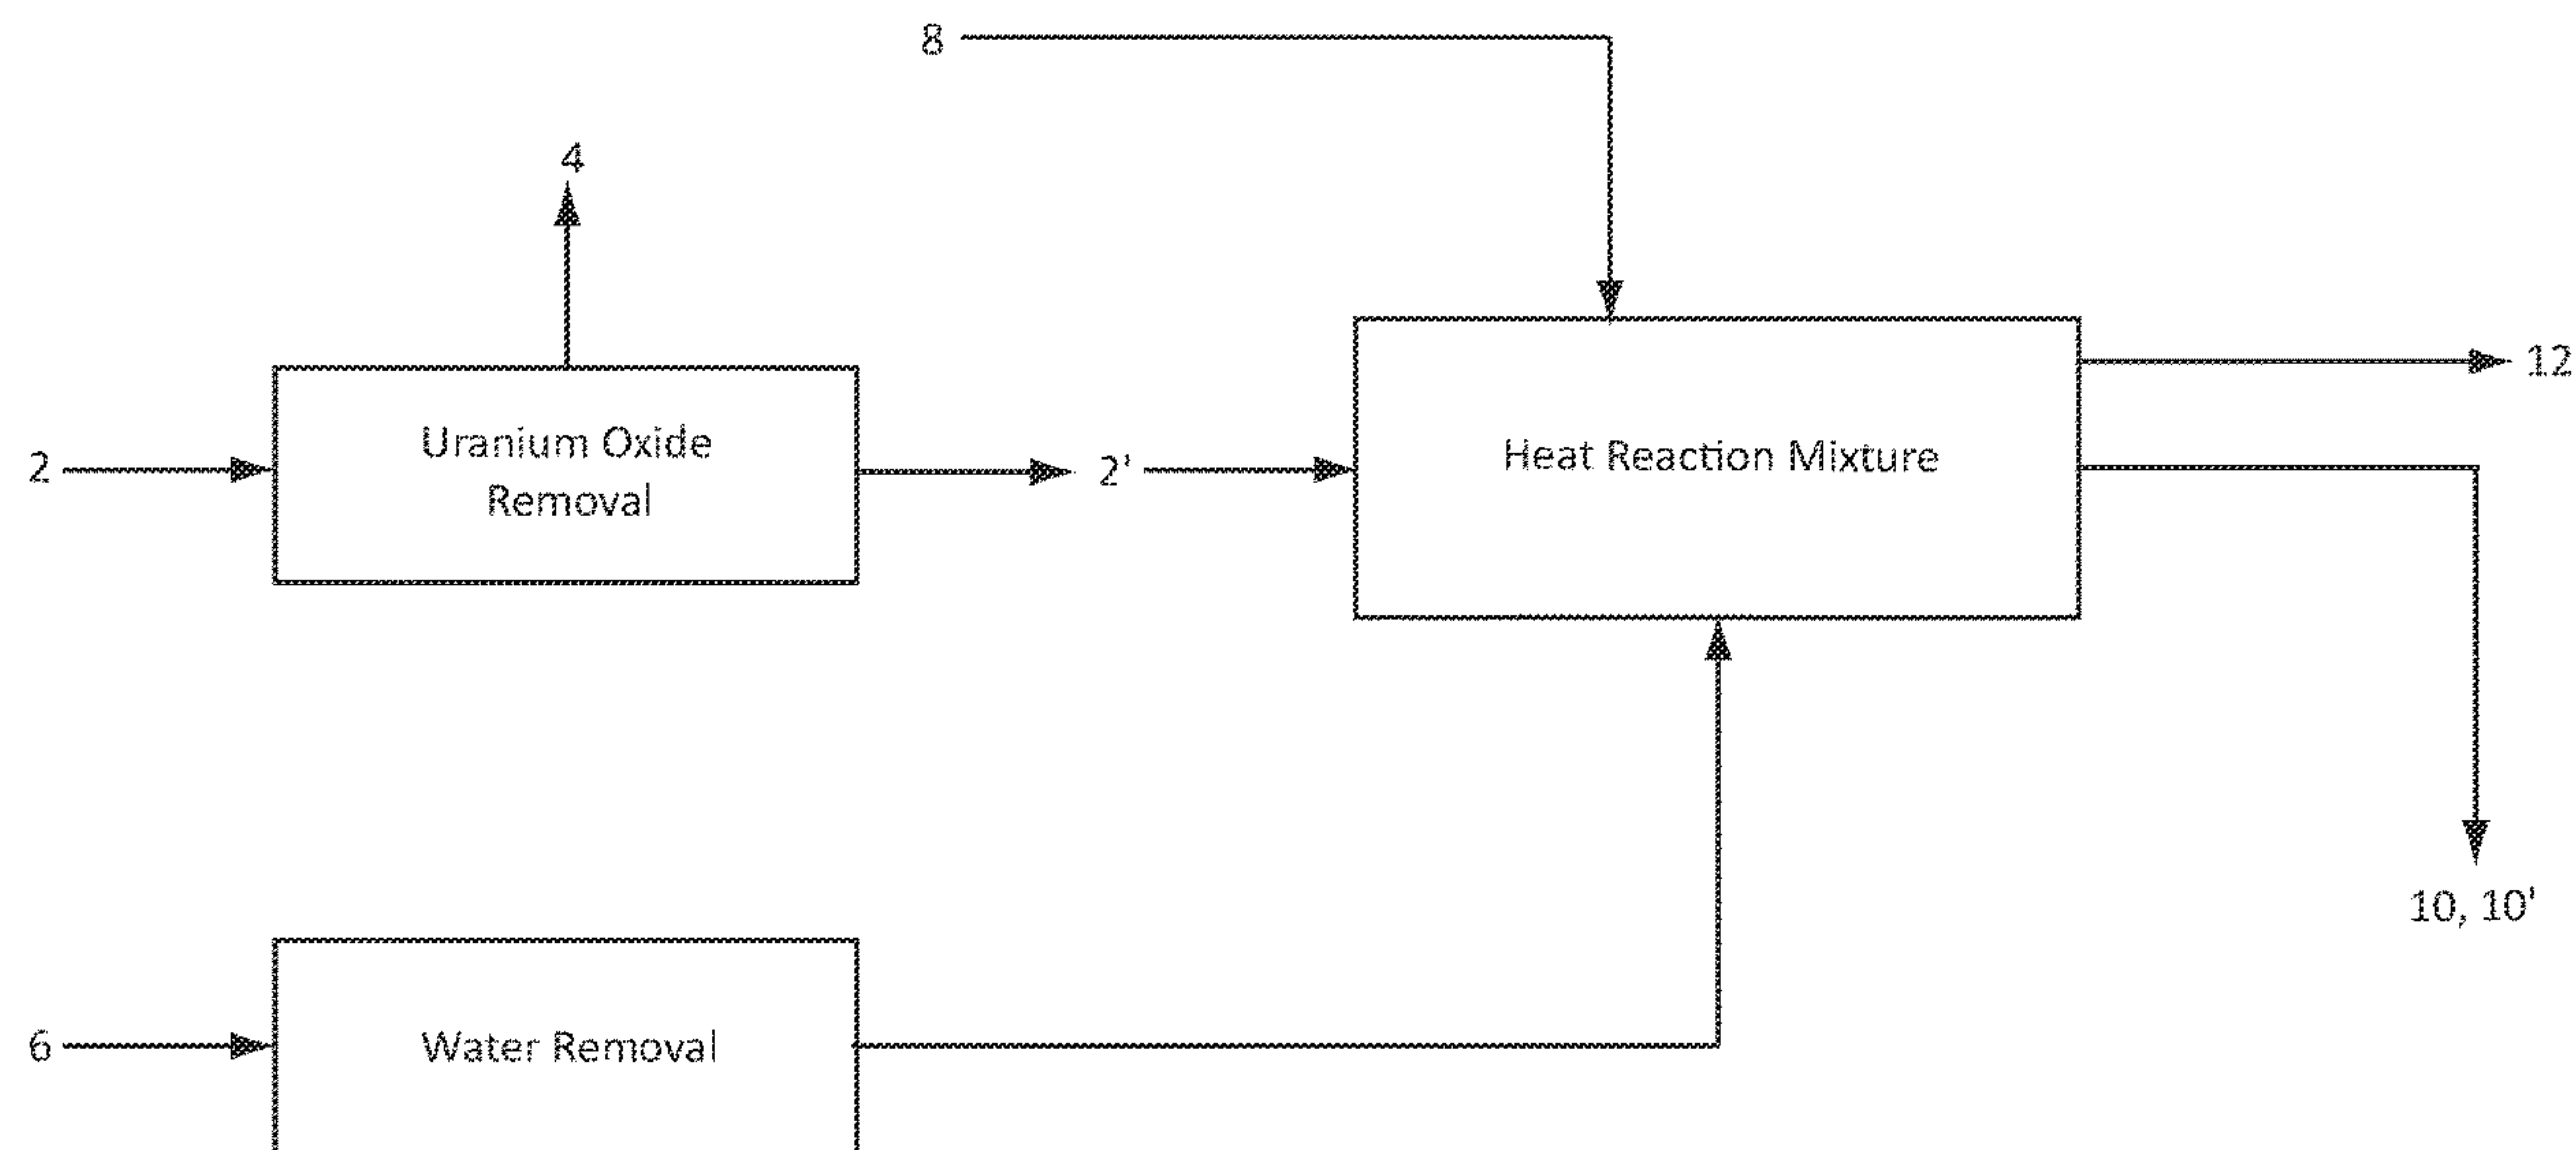 8
4
12
Uranium Oxide
Removal
2
2'
Heat Reaction Mixture
10, 10'
6
Water Removal